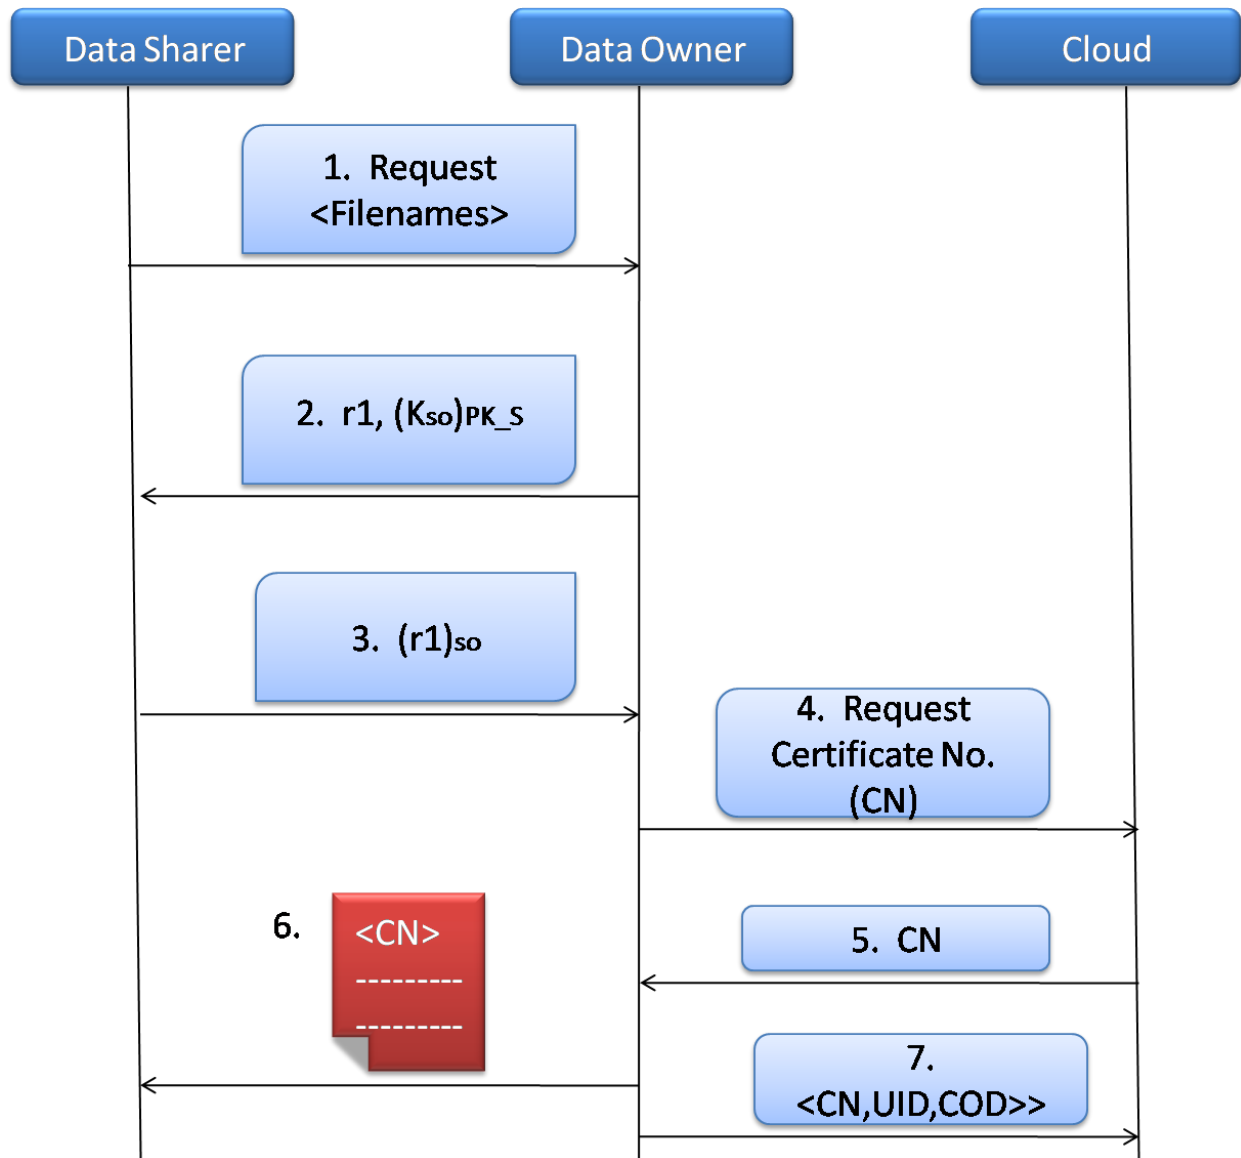 Data Sharer
Data Owner
Cloud
1. Request
<Filenames>
2. r1, (Kso)PK_S
3. (r1)so
4. Request
Certificate No.
(CN)
6.
<CN>
---------
---------
5. CN
7.
<CN,UID,COD>>